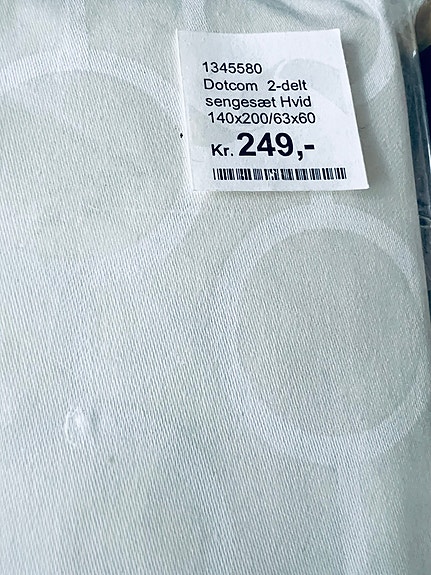 1345580
Dotcom 2-delt
sengesæt Hvid
140x200/63x60
Kr. 249,-